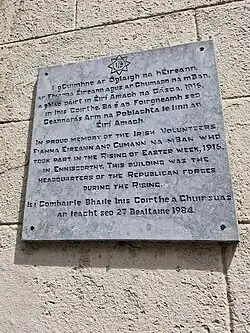 I gCuimhne ar Óglaigh na hÉireann
ar Fhianna Éireann agus ar Chumann na mBan,
a ghlac páirt in Éirí Amach na Cásca, 1916,
in Inis Córthe. Ba é an Foirgneamh seo
Ceannáras Arm na Poblachta le linn an
Éirí Amach.
In proud memory of the Irish Volunteers,
Fianna Éireann and Cumann na mBan who
took part in the Rising of Easter week, 1916,
in Enniscorthy. This building was the
headquarters of the Republican forces
during the Rising.
Is í Comhairle Bhaile Inis Córthe a chuir suas
an leacht seo 27 Bealtaine 1984.